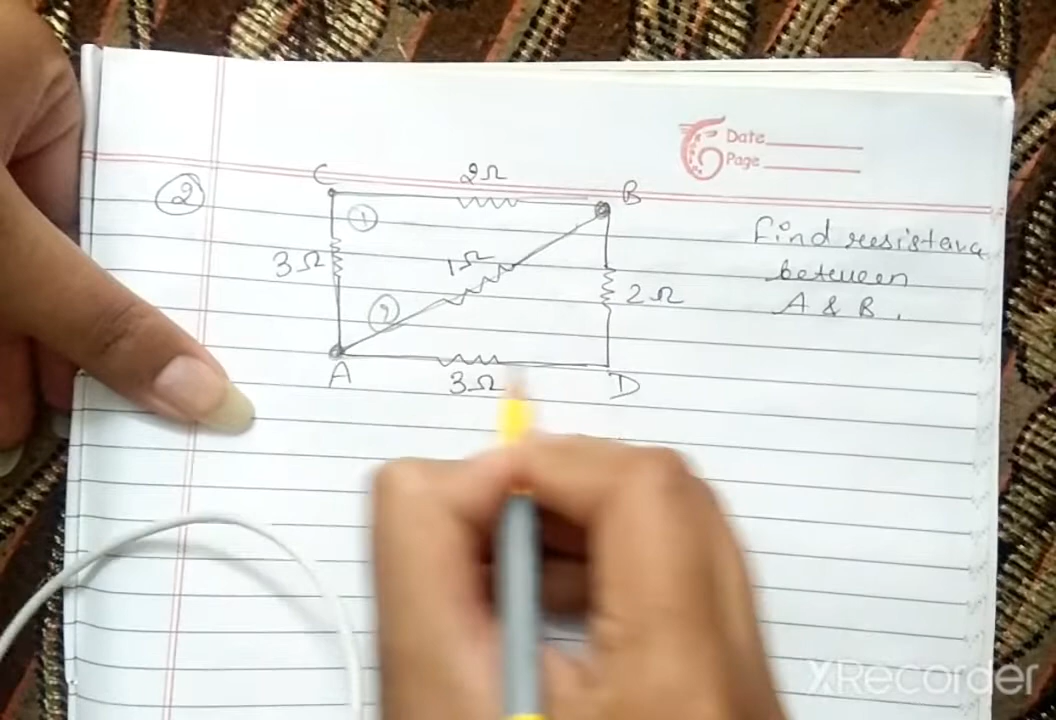 Date
Page
2
C
2Ω
B
1
3Ω
1Ω
2Ω
2
A
3Ω
D
Find resistance
between
A & B.
XRecorder